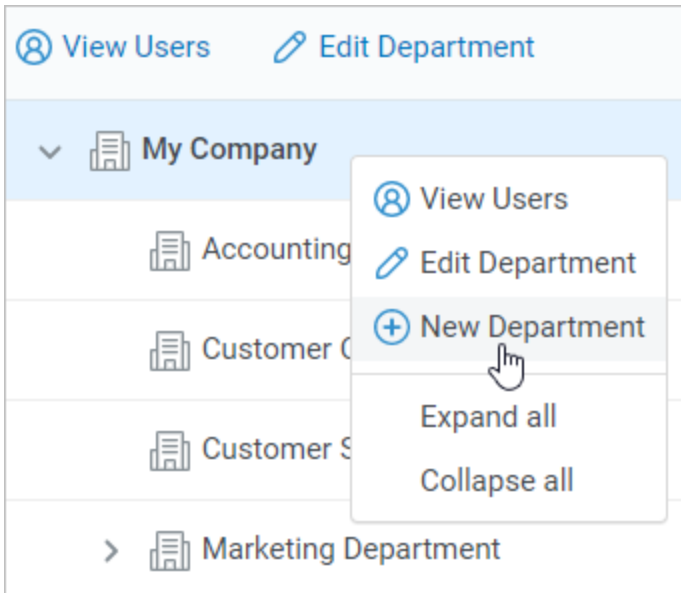 View Users Edit Department
My Company
View Users
Accounting
Edit Department
New Department
Customer
Expand all
Customer
Collapse all
Marketing Department